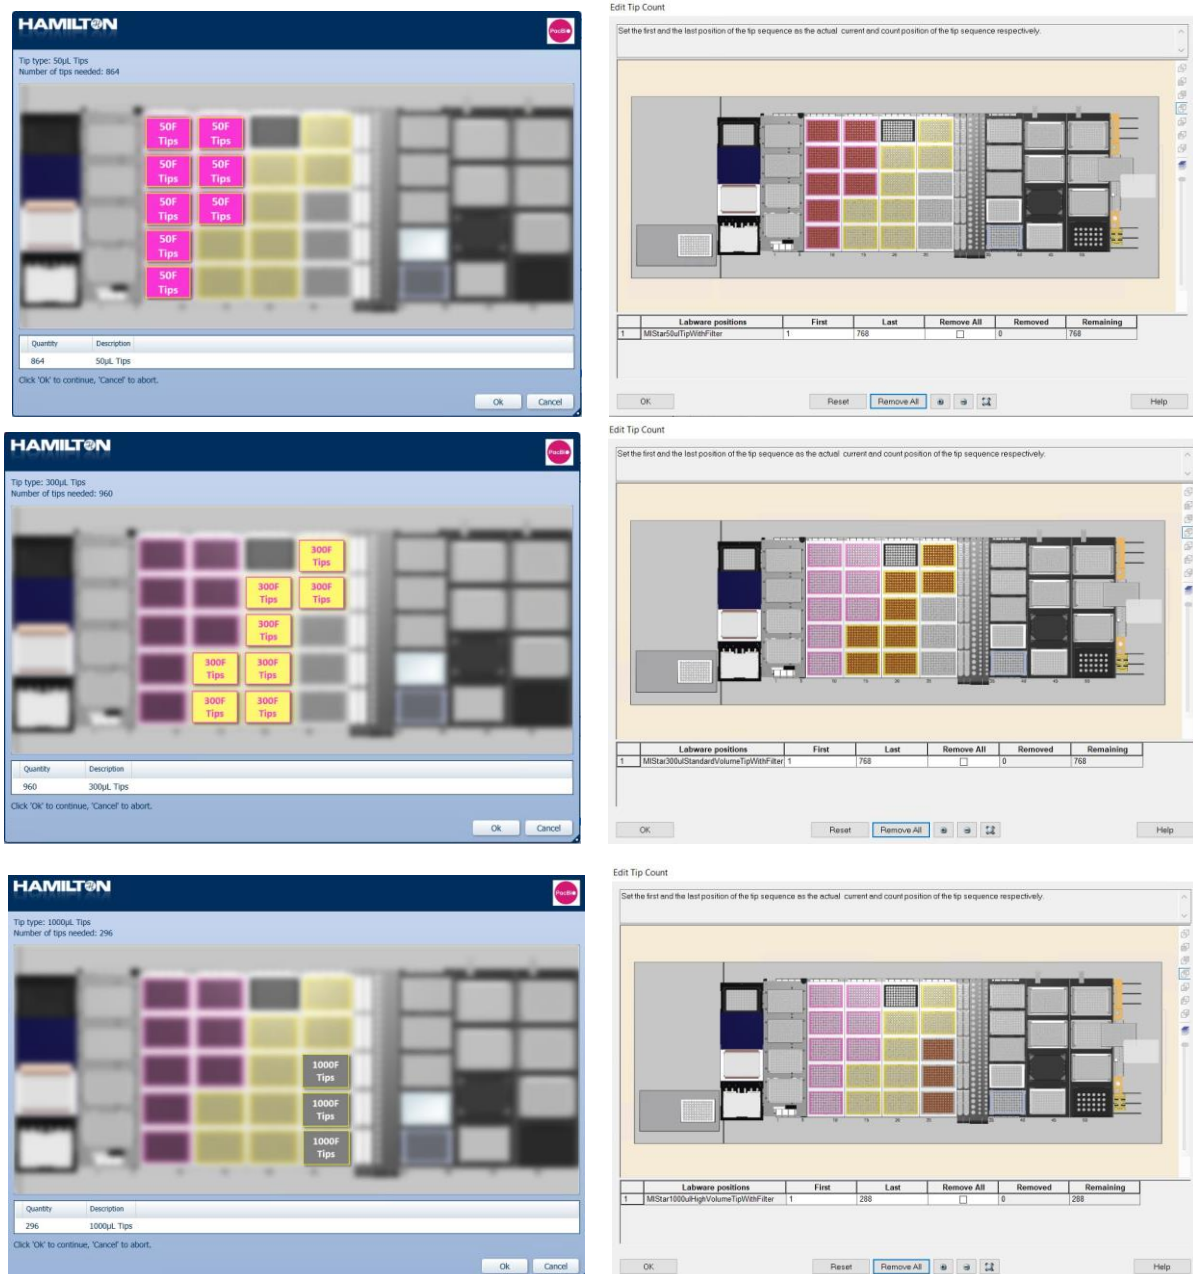 HAMILTON
PacBio
Tip type: 50µL Tips
Number of tips needed: 864
50F Tips
50F Tips
50F Tips
50F Tips
50F Tips
50F Tips
50F Tips
50F Tips
Quantity Description
864 50µL Tips
Click 'Ok' to continue, 'Cancel' to abort.
Ok Cancel
Edit Tip Count
Set the first and the last position of the tip sequence as the actual current and count position of the tip sequence respectively.
Labware positions First Last Remove All Removed Remaining
1 MlStar50ulTipWithFilter 1 768 0 768
OK Reset Remove All Help
HAMILTON
PacBio
Tip type: 300µL Tips
Number of tips needed: 960
300F Tips
300F Tips
300F Tips
300F Tips
300F Tips
300F Tips
300F Tips
300F Tips
Quantity Description
960 300µL Tips
Click 'Ok' to continue, 'Cancel' to abort.
Ok Cancel
Edit Tip Count
Set the first and the last position of the tip sequence as the actual current and count position of the tip sequence respectively.
Labware positions First Last Remove All Removed Remaining
1 MlStar300ulStandardVolumeTipWithFilter 1 768 0 768
OK Reset Remove All Help
HAMILTON
PacBio
Tip type: 1000µL Tips
Number of tips needed: 296
1000F Tips
1000F Tips
1000F Tips
Quantity Description
296 1000µL Tips
Click 'Ok' to continue, 'Cancel' to abort.
Ok Cancel
Edit Tip Count
Set the first and the last position of the tip sequence as the actual current and count position of the tip sequence respectively.
Labware positions First Last Remove All Removed Remaining
1 MlStar1000ulHighVolumeTipWithFilter 1 288 0 288
OK Reset Remove All Help